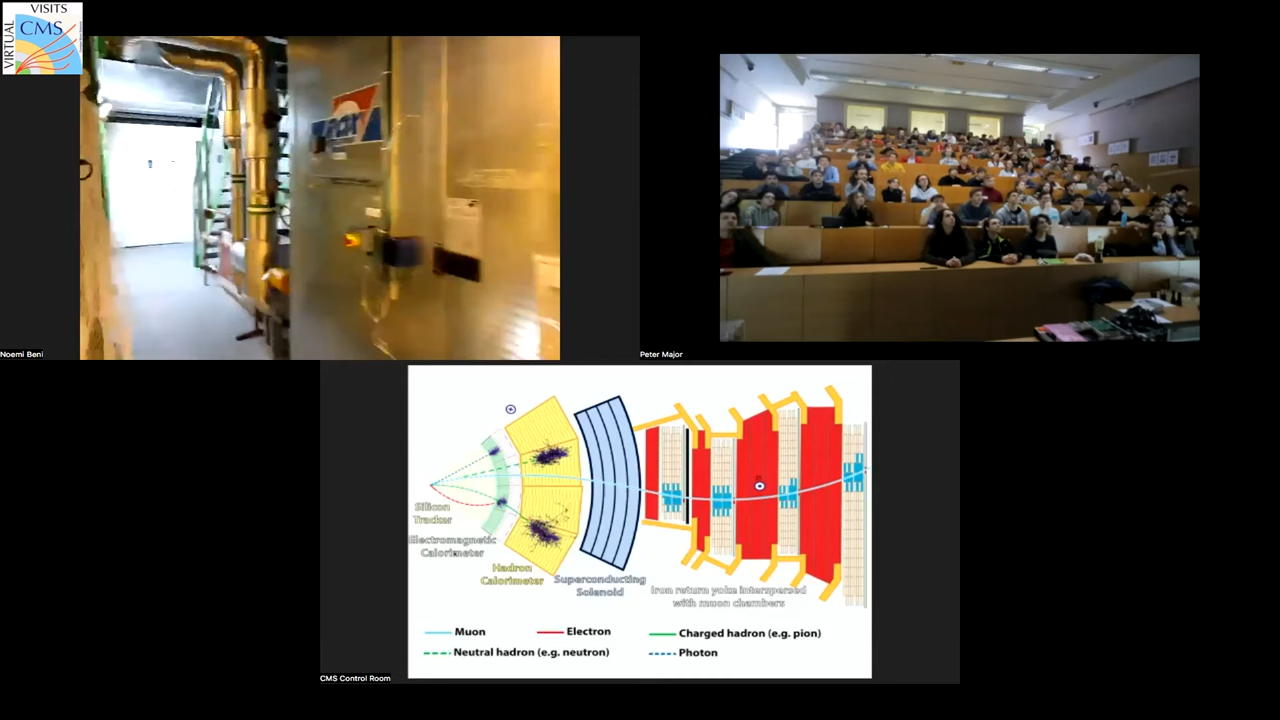 VISITS
VIRTUAL
CMS
Noemi Beni
Peter Major
Silicon
Tracker
Electromagnetic
Calorimeter
Hadron
Calorimeter
Superconducting
Solenoid
Iron return yoke interspersed
with muon chambers
Muon
Electron
Charged hadron (e.g. pion)
Neutral hadron (e.g. neutron)
Photon
CMS Control Room